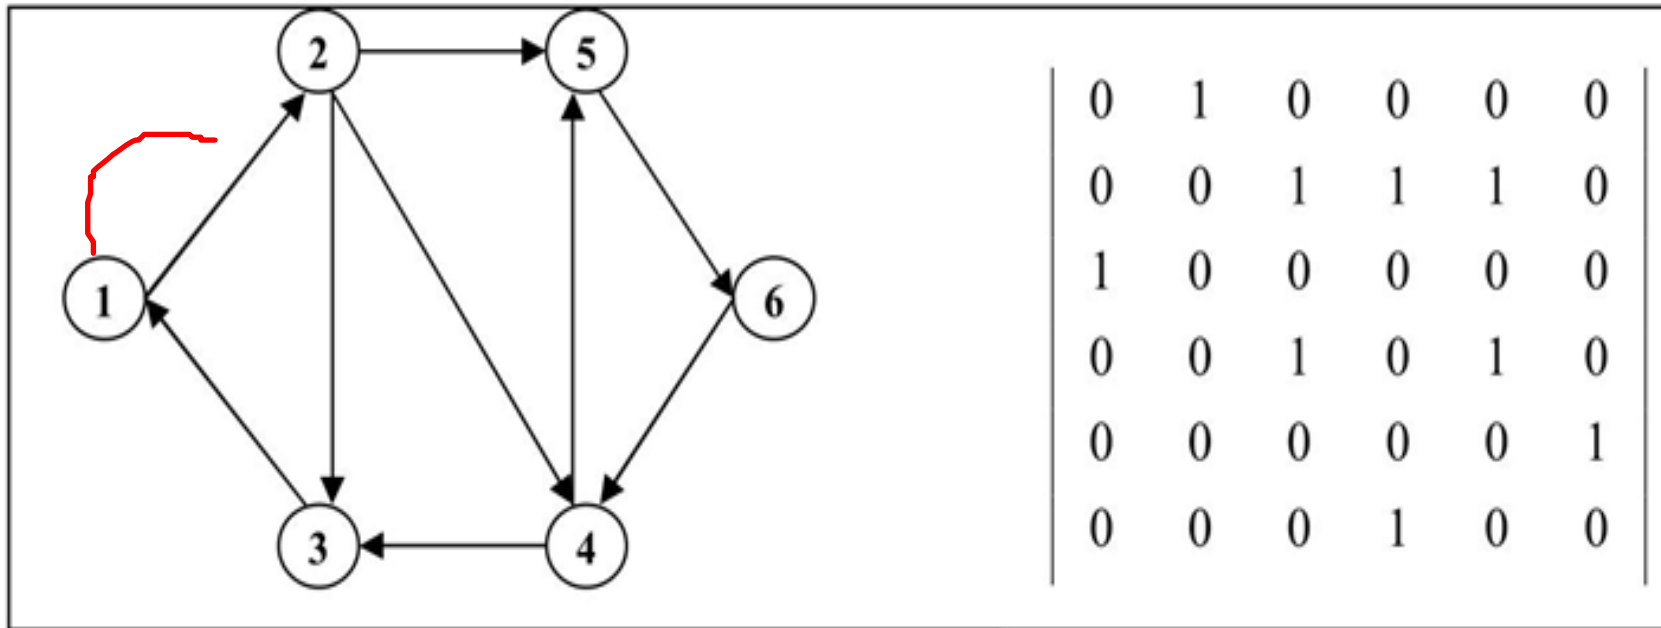 2 5
1 6
3 4
0 1 0 0 0 0
0 0 1 1 1 0
1 0 0 0 0 0
0 0 1 0 1 0
0 0 0 0 0 1
0 0 0 1 0 0